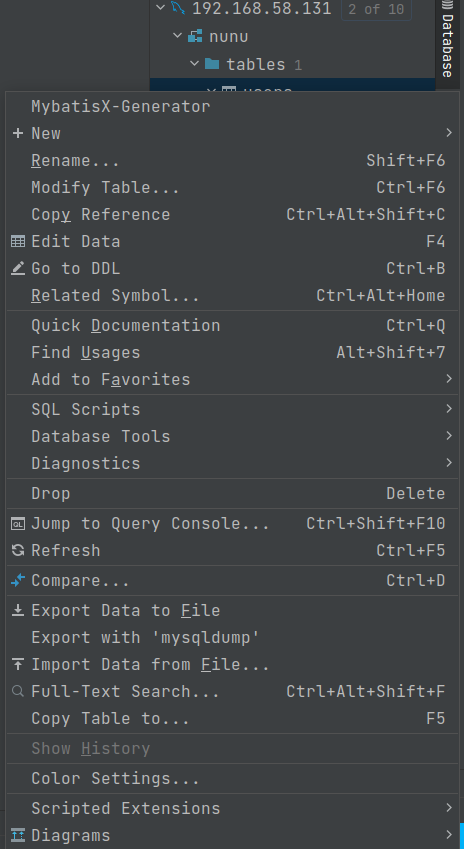 192.168.58.131 2 of 10
nunu
tables 1
users
Database
MybatisX-Generator
New
Rename... Shift+F6
Modify Table... Ctrl+F6
Copy Reference Ctrl+Alt+Shift+C
Edit Data F4
Go to DDL Ctrl+B
Related Symbol... Ctrl+Alt+Home
Quick Documentation Ctrl+Q
Find Usages Alt+Shift+7
Add to Favorites
SQL Scripts
Database Tools
Diagnostics
Drop Delete
Jump to Query Console... Ctrl+Shift+F10
Refresh Ctrl+F5
Compare... Ctrl+D
Export Data to File
Export with 'mysqldump'
Import Data from File...
Full-Text Search... Ctrl+Alt+Shift+F
Copy Table to... F5
Show History
Color Settings...
Scripted Extensions
Diagrams